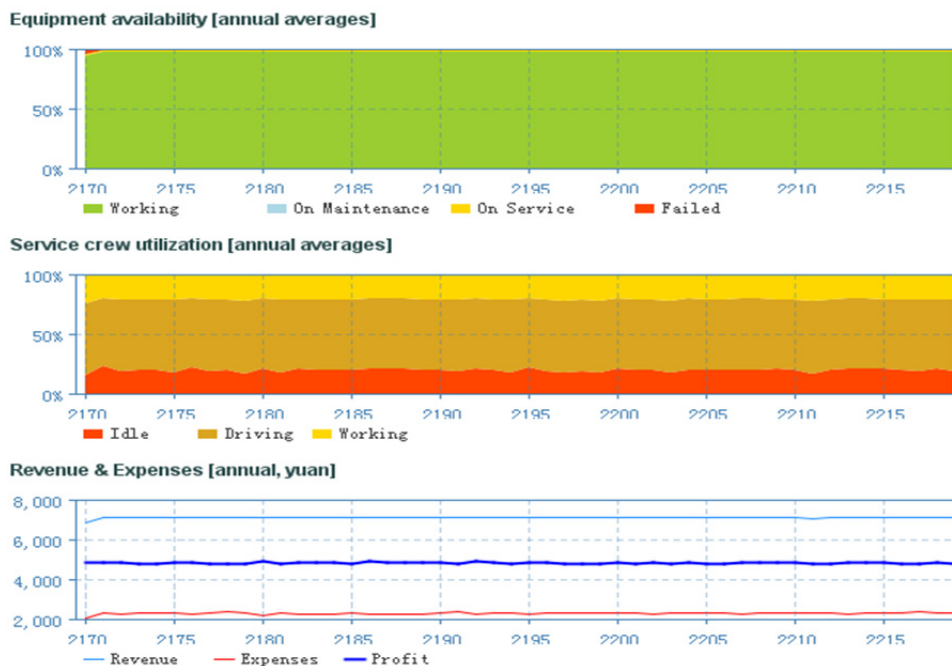 Equipment availability [annual averages]
100%
50%
0%
2170 2175 2180 2185 2190 2195 2200 2205 2210 2215
Working On Maintenance On Service Failed
Service crew utilization [annual averages]
100%
50%
0%
2170 2175 2180 2185 2190 2195 2200 2205 2210 2215
Idle Driving Working
Revenue & Expenses [annual, yuan]
8,000
6,000
4,000
2,000
2170 2175 2180 2185 2190 2195 2200 2205 2210 2215
Revenue Expenses Profit